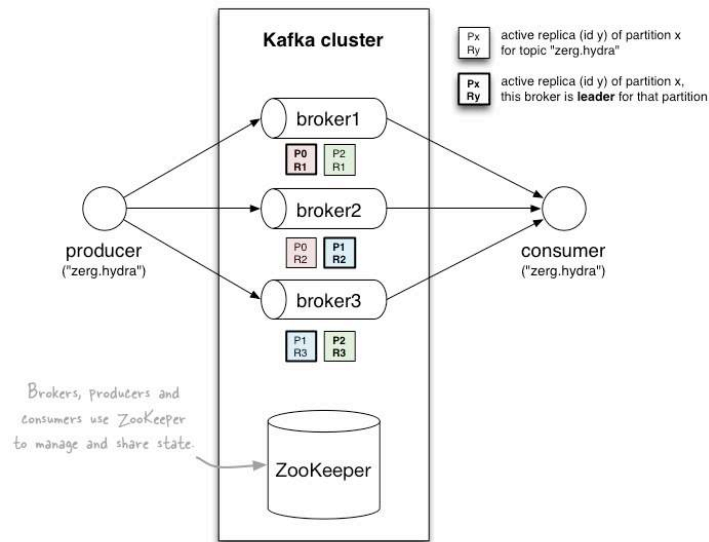 Kafka cluster
Px
Ry
active replica (id y) of partition x
for topic "zerg.hydra"
Px
Ry
active replica (id y) of partition x,
this broker is leader for that partition
broker1
P0
R1
P2
R1
producer
("zerg.hydra")
broker2
P0
R2
P1
R2
consumer
("zerg.hydra")
broker3
P1
R3
P2
R3
Brokers, producers and
consumers use ZooKeeper
to manage and share state.
ZooKeeper